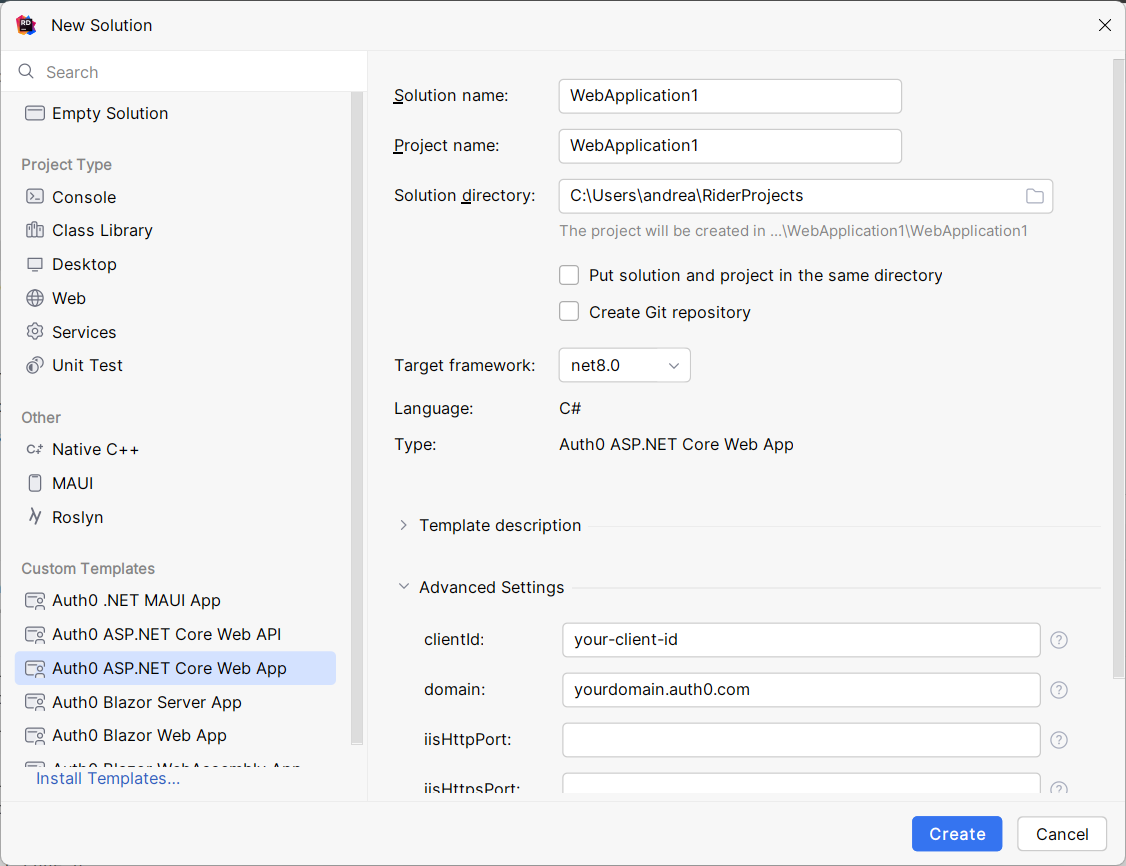 New Solution
Search
Empty Solution
Project Type
Console
Class Library
Desktop
Web
Services
Unit Test
Other
Native C++
MAUI
Roslyn
Custom Templates
Auth0 .NET MAUI App
Auth0 ASP.NET Core Web API
Auth0 ASP.NET Core Web App
Auth0 Blazor Server App
Auth0 Blazor Web App
Auth0 Blazor WebAssembly App
Install Templates...
Solution name: WebApplication1
Project name: WebApplication1
Solution directory: C:\Users\andrea\RiderProjects
The project will be created in ...\WebApplication1\WebApplication1
Put solution and project in the same directory
Create Git repository
Target framework: net8.0
Language: C#
Type: Auth0 ASP.NET Core Web App
Template description
Advanced Settings
clientId: your-client-id
domain: yourdomain.auth0.com
iisHttpPort:
iisHttpsPort:
Create Cancel